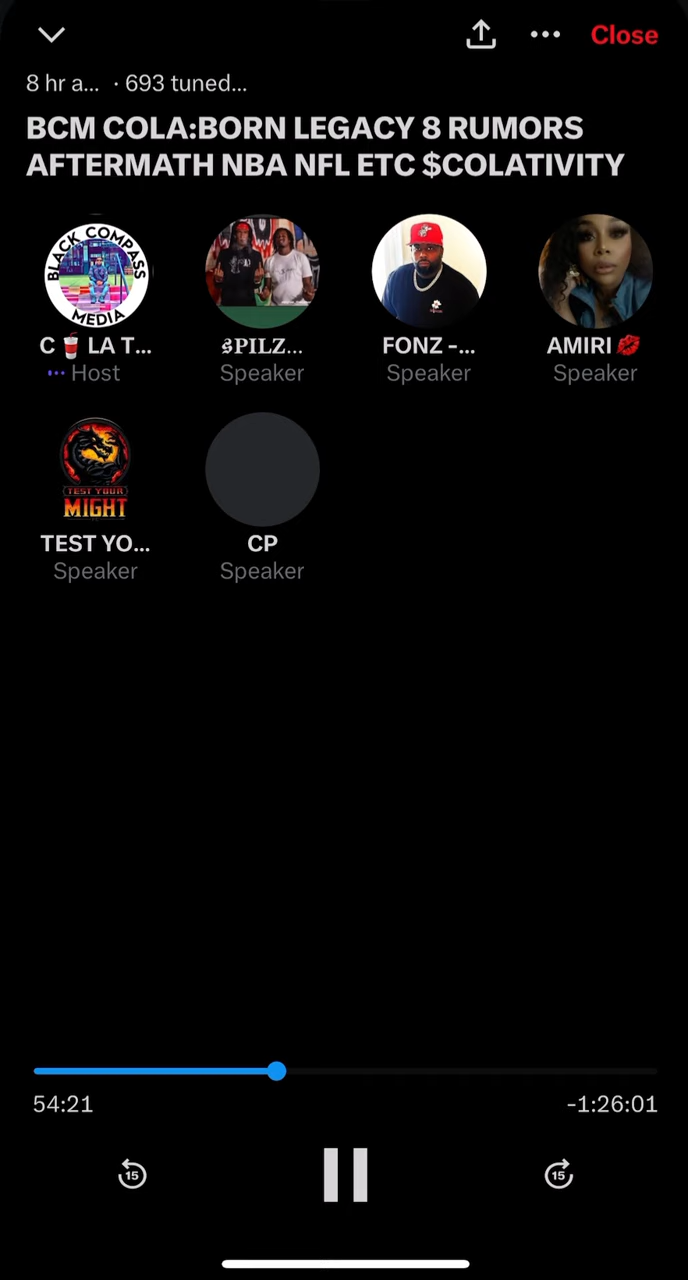 Close
8 hr a... · 693 tuned...
BCM COLA:BORN LEGACY 8 RUMORS
AFTERMATH NBA NFL ETC $COLATIVITY
BLACK COMPASS
MEDIA
C 🥤 LA T...
Host
𝕾PILZ...
Speaker
FONZ -...
Speaker
AMIRI 💋
Speaker
TEST YOUR
MIGHT
TEST YO...
Speaker
CP
Speaker
54:21
-1:26:01
15
15